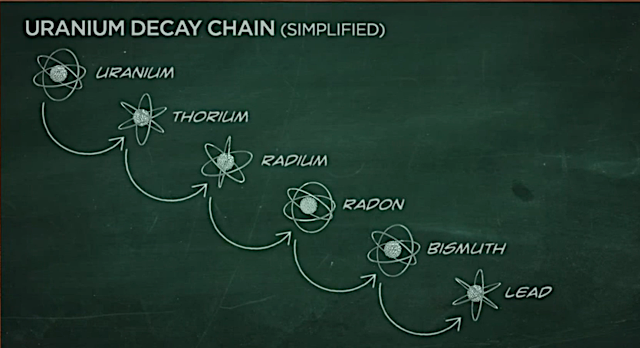 URANIUM DECAY CHAIN (SIMPLIFIED)
URANIUM
THORIUM
RADIUM
RADON
BISMUTH
LEAD